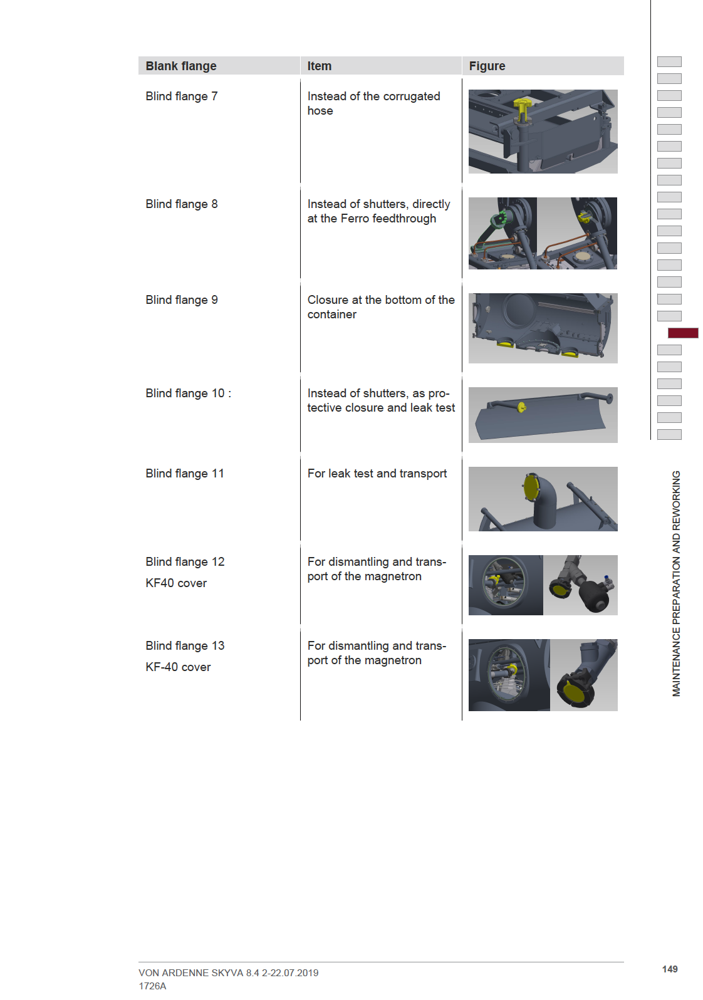 Blank flange Item Figure
Blind flange 7 Instead of the corrugated
hose
Blind flange 8 Instead of shutters, directly
at the Ferro feedthrough
Blind flange 9 Closure at the bottom of the
container
Blind flange 10 : Instead of shutters, as pro-
tective closure and leak test
Blind flange 11 For leak test and transport
Blind flange 12 For dismantling and trans-
KF40 cover port of the magnetron
Blind flange 13 For dismantling and trans-
KF-40 cover port of the magnetron
MAINTENANCE PREPARATION AND REWORKING
VON ARDENNE SKYVA 8.4 2-22.07.2019 149
1726A